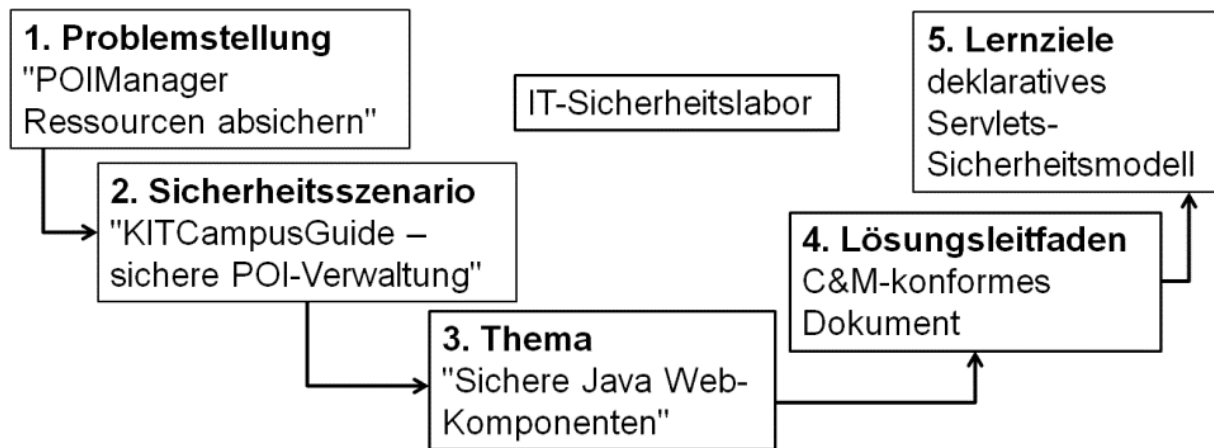 1. Problemstellung
"POIManager
Ressourcen absichern"
IT-Sicherheitslabor
2. Sicherheitsszenario
"KITCampusGuide –
sichere POI-Verwaltung"
3. Thema
"Sichere Java Web-
Komponenten"
4. Lösungsleitfaden
C&M-konformes
Dokument
5. Lernziele
deklaratives
Servlets-
Sicherheitsmodell